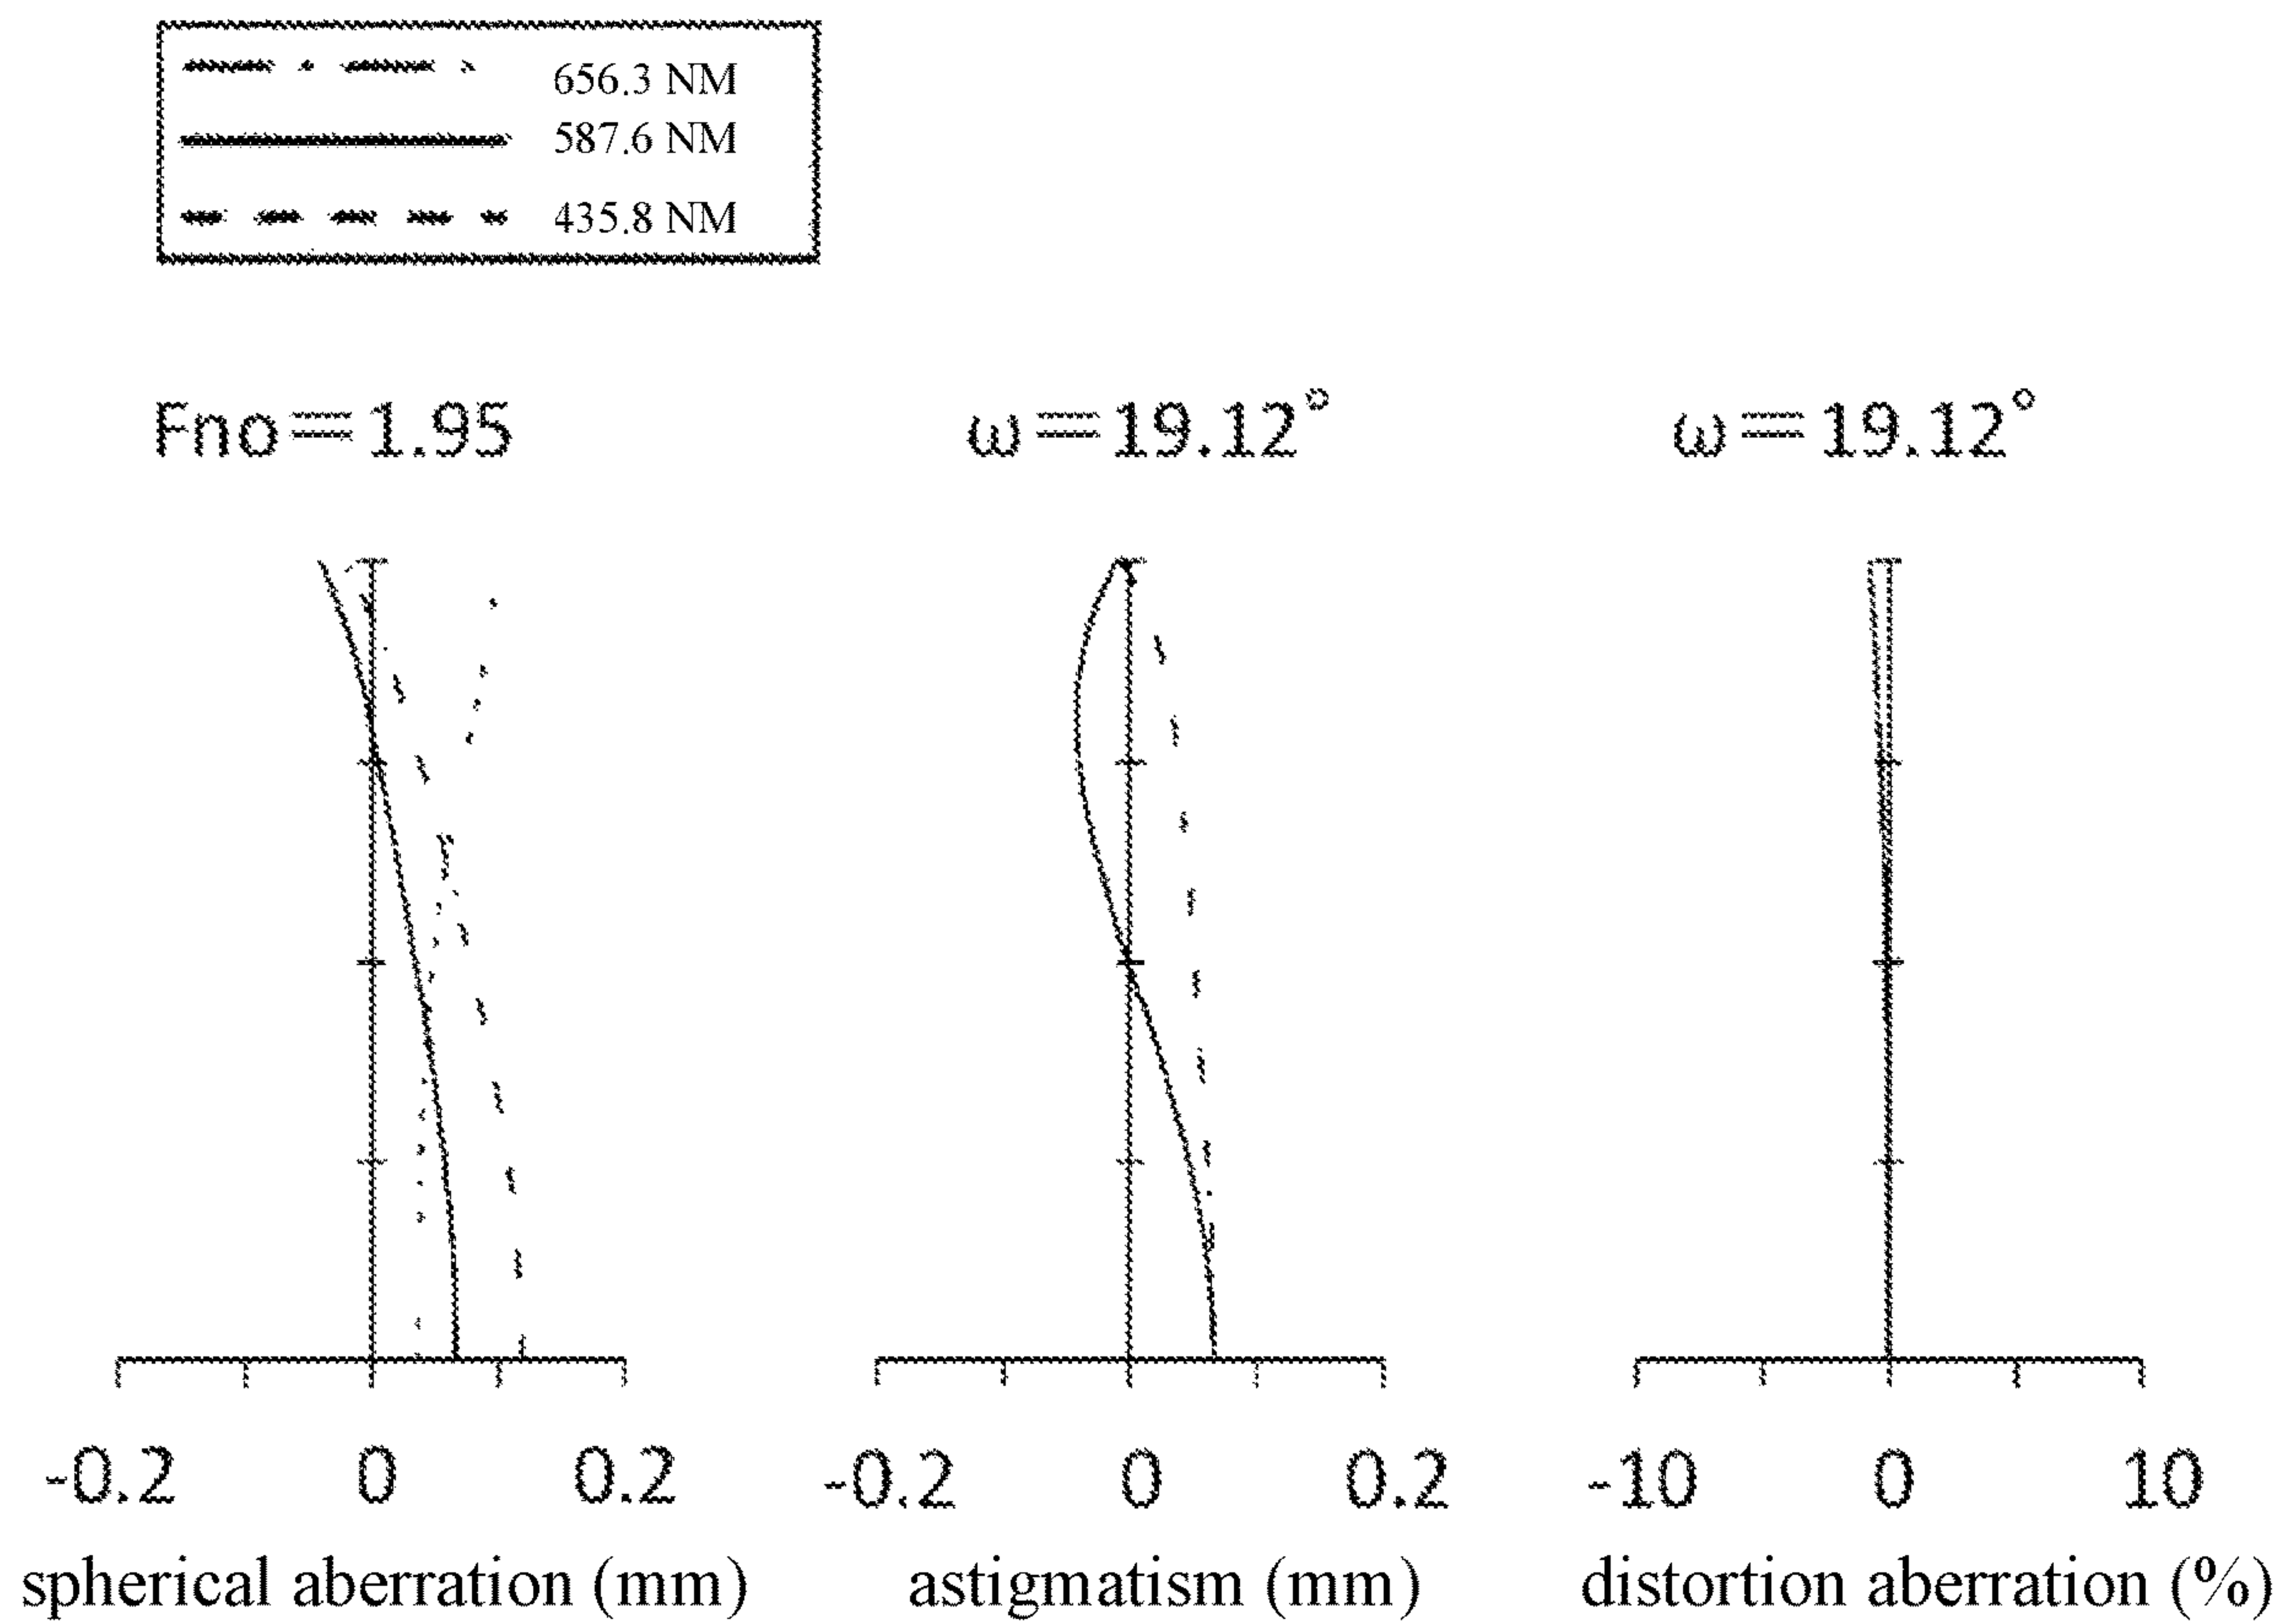 656.3 NM
587.6 NM
435.8 NM
Fno=1.95
ω=19.12°
ω=19.12°
-0.2 0 0.2
-0.2 0 0.2
-10 0 10
spherical aberration (mm)
astigmatism (mm)
distortion aberration (%)